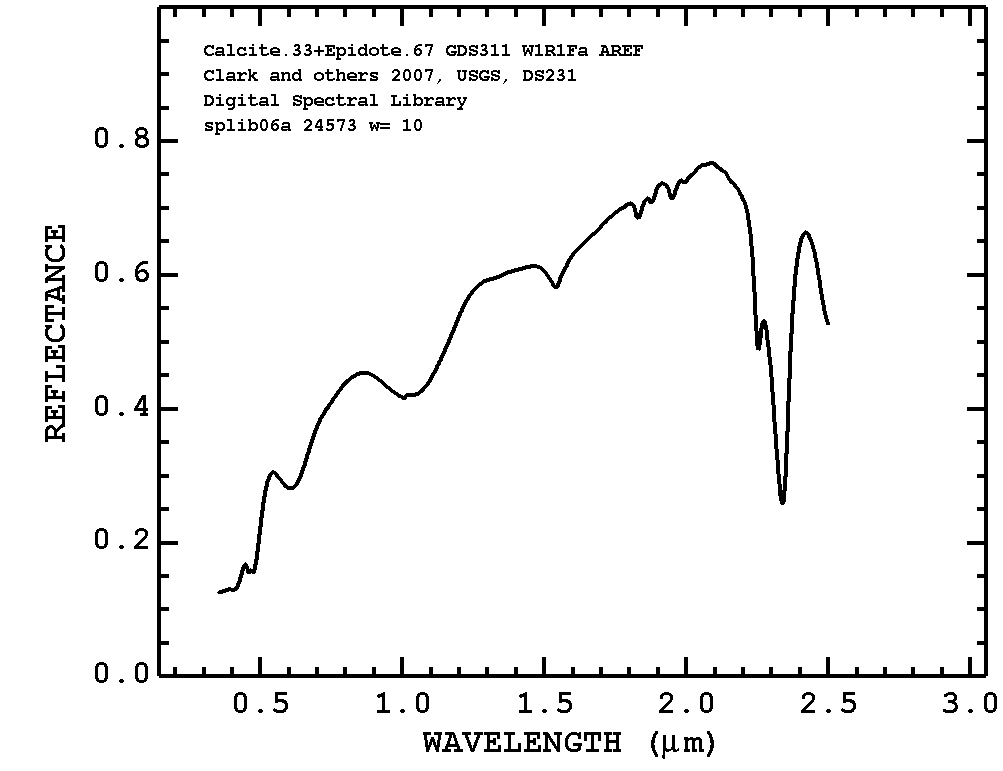 Calcite.33+Epidote.67 GDS311 W1R1Fa AREF
Clark and others 2007, USGS, DS231
Digital Spectral Library
splib06a 24573 w= 10
0.8
0.6
0.4
0.2
0.0
REFLECTANCE
0.5 1.0 1.5 2.0 2.5 3.0
WAVELENGTH (μm)